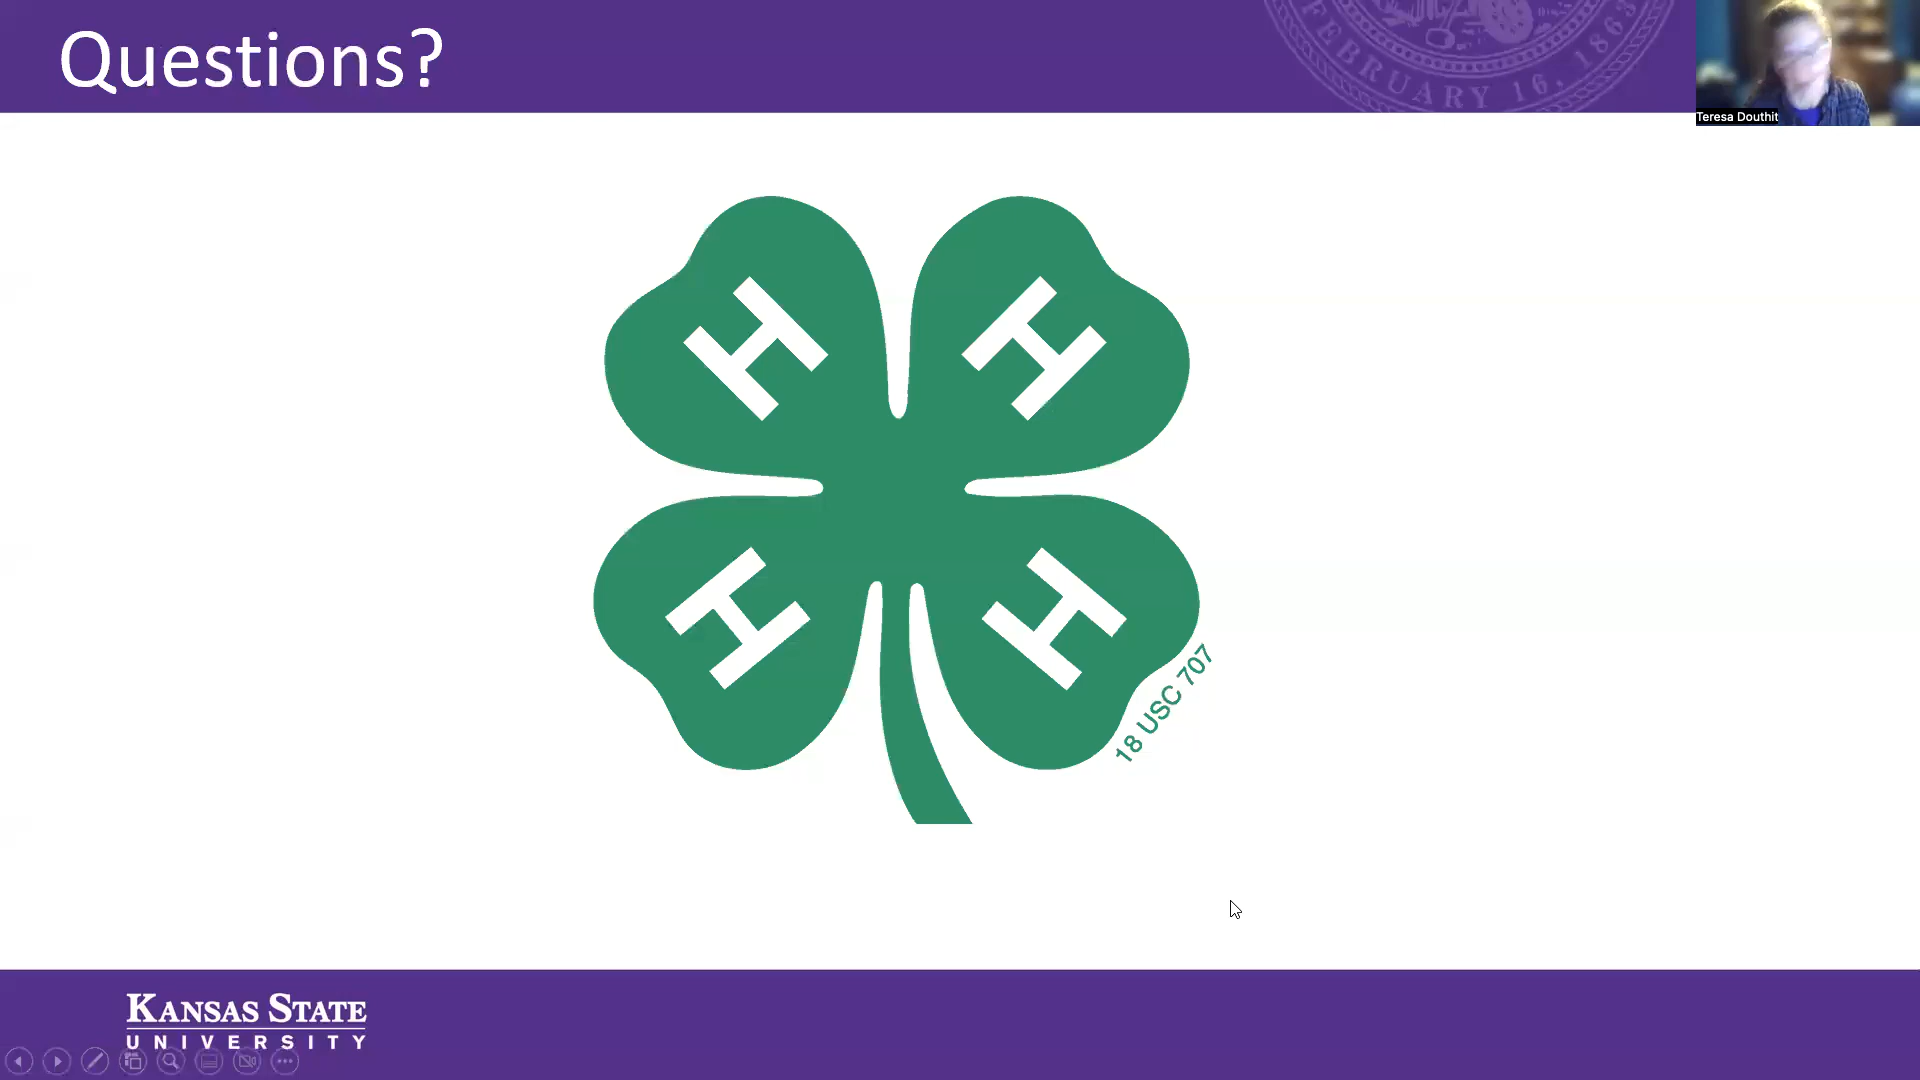 Questions?
FEBRUARY 16, 1863
Teresa Douthit
H
H
H
H
18 USC 707
KANSAS STATE
UNIVERSITY